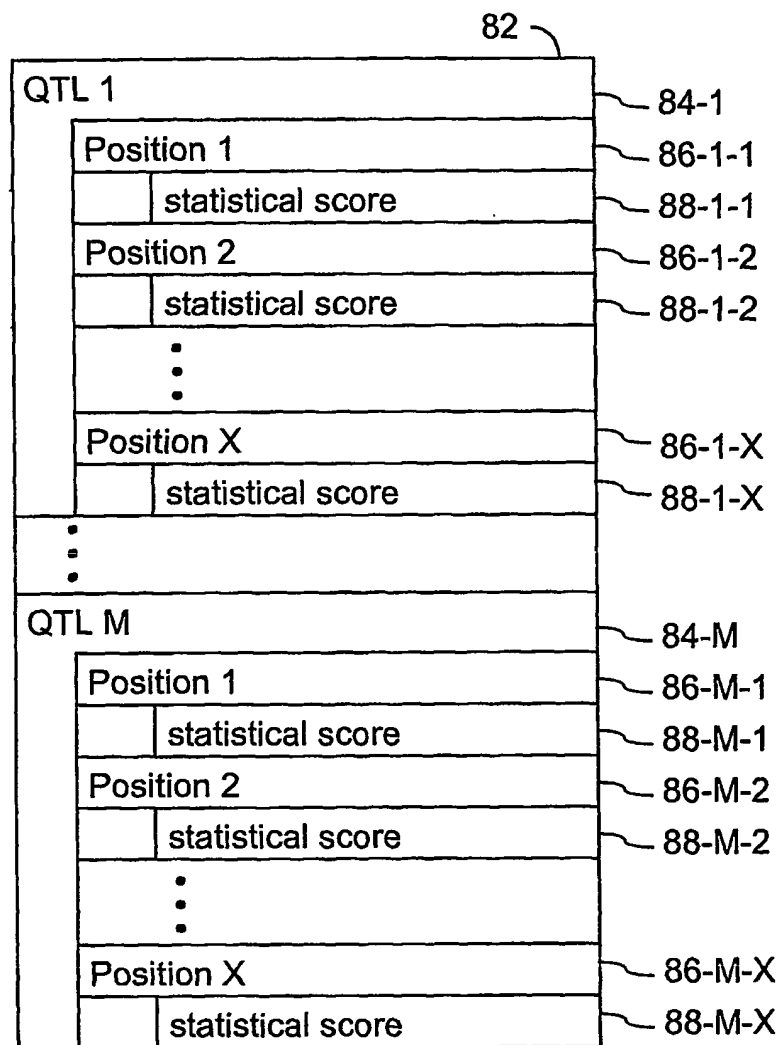 82
QTL 1
84-1
Position 1
86-1-1
statistical score
88-1-1
Position 2
86-1-2
statistical score
88-1-2
Position X
86-1-X
statistical score
88-1-X
QTL M
84-M
Position 1
86-M-1
statistical score
88-M-1
Position 2
86-M-2
statistical score
88-M-2
Position X
86-M-X
statistical score
88-M-X